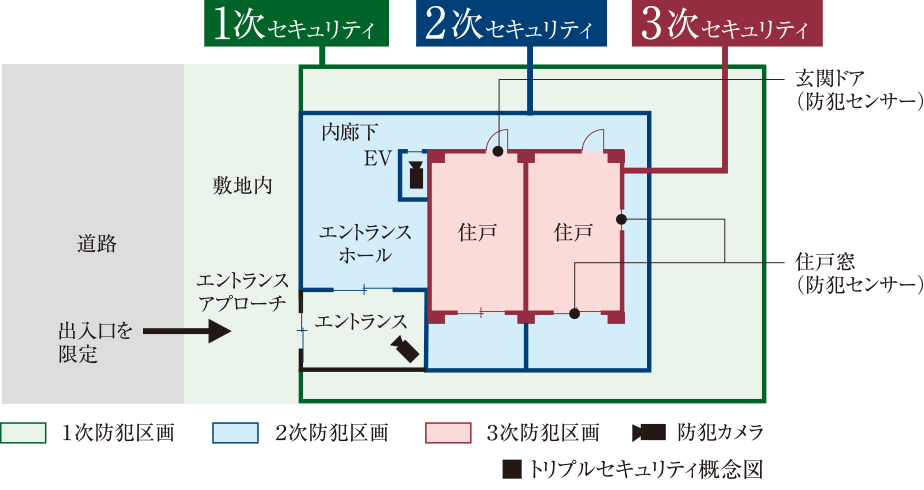 1次セキュリティ
2次セキュリティ
3次セキュリティ
玄関ドア
（防犯センサー）
内廊下
EV
敷地内
道路
エントランス
ホール
住戸
住戸
住戸窓
（防犯センサー）
エントランス
アプローチ
エントランス
出入口を
限定
1次防犯区画
2次防犯区画
3次防犯区画
防犯カメラ
■トリプルセキュリティ概念図